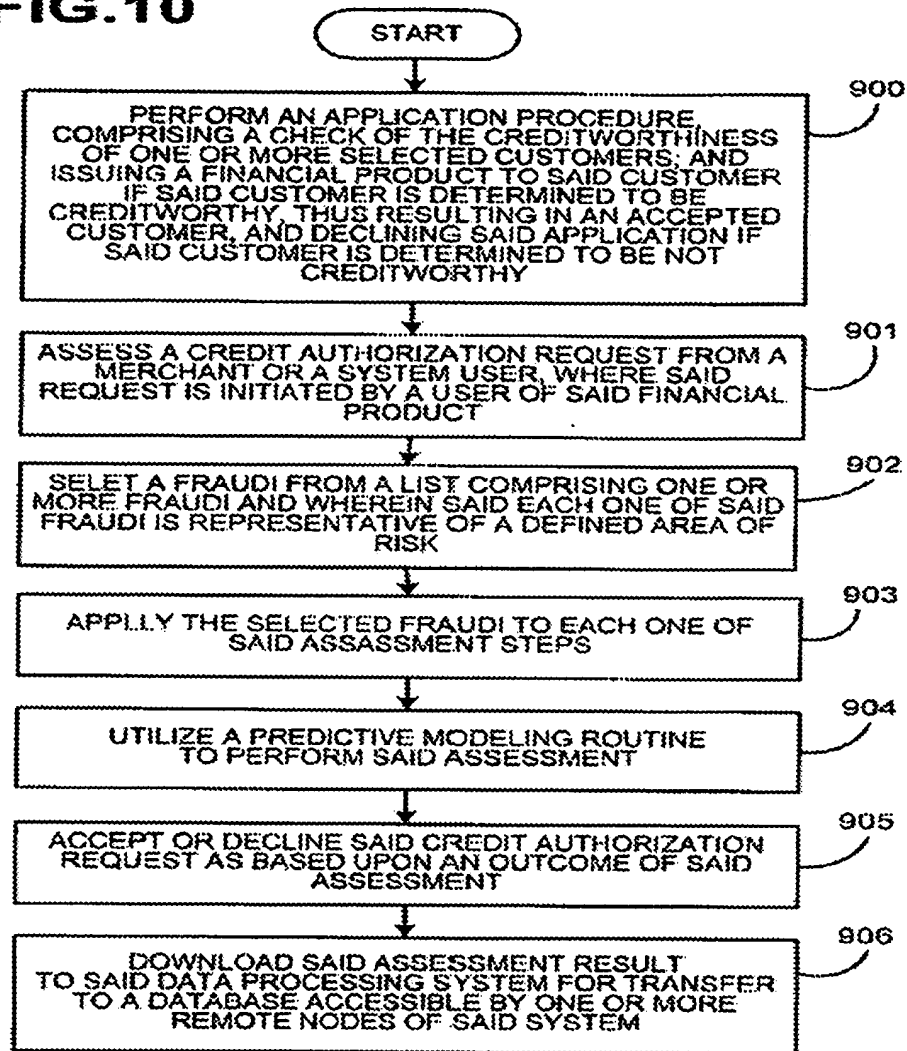 FIG.10
START
900
PERFORM AN APPLICATION PROCEDURE,
COMPRISING A CHECK OF THE CREDITWORTHINESS
OF ONE OR MORE SELECTED CUSTOMERS; AND
ISSUING A FINANCIAL PRODUCT TO SAID CUSTOMER
IF SAID CUSTOMER IS DETERMINED TO BE
CREDITWORTHY, THUS RESULTING IN AN ACCEPTED
CUSTOMER, AND DECLINING SAID APPLICATION IF
SAID CUSTOMER IS DETERMINED TO BE NOT
CREDITWORTHY
901
ASSESS A CREDIT AUTHORIZATION REQUEST FROM A
MERCHANT OR A SYSTEM USER, WHERE SAID
REQUEST IS INITIATED BY A USER OF SAID FINANCIAL
PRODUCT
902
SELET A FRAUDI FROM A LIST COMPRISING ONE OR
MORE FRAUDI AND WHEREIN SAID EACH ONE OF SAID
FRAUDI IS REPRESENTATIVE OF A DEFINED AREA OF
RISK
903
APPLLY THE SELECTED FRAUDI TO EACH ONE OF
SAID ASSASSMENT STEPS
904
UTILIZE A PREDICTIVE MODELING ROUTINE
TO PERFORM SAID ASSESSMENT
905
ACCEPT OR DECLINE SAID CREDIT AUTHORIZATION
REQUEST AS BASED UPON AN OUTCOME OF SAID
ASSESSMENT
906
DOWNLOAD SAID ASSESSMENT RESULT
TO SAID DATA PROCESSING SYSTEM FOR TRANSFER
TO A DATABASE ACCESSIBLE BY ONE OR MORE
REMOTE NODES OF SAID SYSTEM